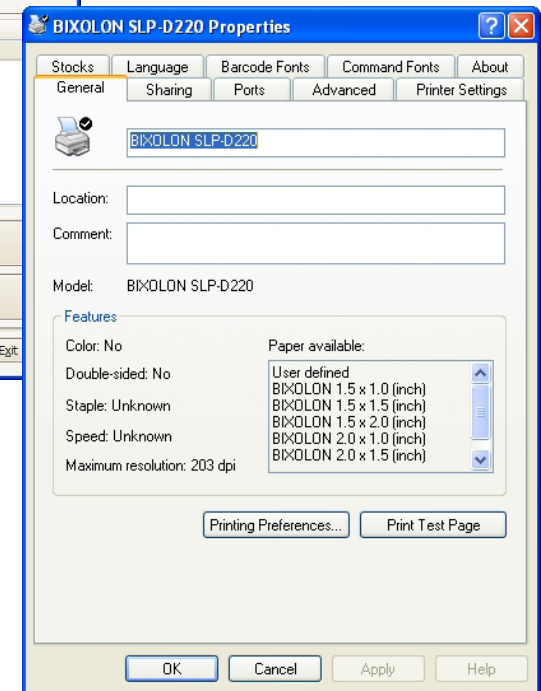 BIXOLON SLP-D220 Properties
Stocks Language Barcode Fonts Command Fonts About
General Sharing Ports Advanced Printer Settings
BIXOLON SLP-D220
Location:
Comment:
Model: BIXOLON SLP-D220
Features
Color: No
Paper available:
Double-sided: No
Staple: Unknown
Speed: Unknown
Maximum resolution: 203 dpi
User defined
BIXOLON 1.5 x 1.0 (inch)
BIXOLON 1.5 x 1.5 (inch)
BIXOLON 1.5 x 2.0 (inch)
BIXOLON 2.0 x 1.0 (inch)
BIXOLON 2.0 x 1.5 (inch)
Printing Preferences... Print Test Page
OK Cancel Apply Help
Exit